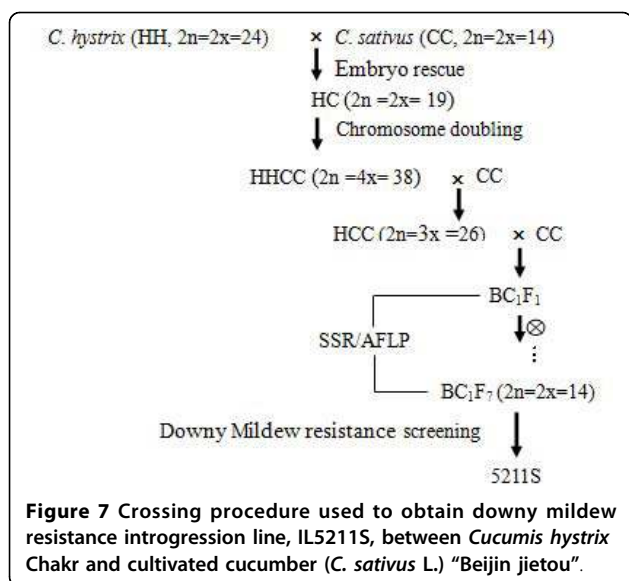 C. hystrix (HH, 2n=2x=24) × C. sativus (CC, 2n=2x=14)
Embryo rescue
HC (2n =2x= 19)
Chromosome doubling
HHCC (2n =4x= 38) × CC
HCC (2n=3x =26) × CC
BC₁F₁
⊗
SSR/AFLP
⋮
BC₁F₇ (2n=2x=14)
Downy Mildew resistance screening
5211S
Figure 7 Crossing procedure used to obtain downy mildew
resistance introgression line, IL5211S, between Cucumis hystrix
Chakr and cultivated cucumber (C. sativus L.) “Beijin jietou”.